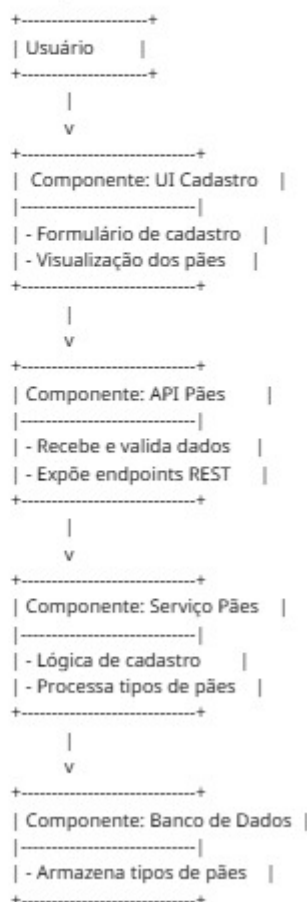 +---------------------+
| Usuário |
+---------------------+
|
v
+-----------------------------+
| Componente: UI Cadastro |
|-----------------------------|
| - Formulário de cadastro |
| - Visualização dos pães |
+-----------------------------+
|
v
+-----------------------------+
| Componente: API Pães |
|-----------------------------|
| - Recebe e valida dados |
| - Expõe endpoints REST |
+-----------------------------+
|
v
+-----------------------------+
| Componente: Serviço Pães |
|-----------------------------|
| - Lógica de cadastro |
| - Processa tipos de pães |
+-----------------------------+
|
v
+-----------------------------+
| Componente: Banco de Dados |
|-----------------------------|
| - Armazena tipos de pães |
+-----------------------------+